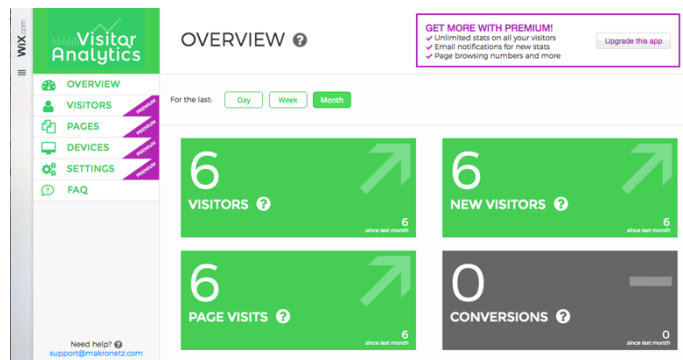 WiX.com
Visitor
Analytics
OVERVIEW
VISITORS
PREMIUM
PAGES
PREMIUM
DEVICES
PREMIUM
SETTINGS
PREMIUM
FAQ
Need help? ?
support@makronetz.com
OVERVIEW ?
GET MORE WITH PREMIUM!
✓ Unlimited stats on all your visitors
✓ Email notifications for new stats
✓ Page browsing numbers and more
Upgrade this app
For the last: Day Week Month
6
VISITORS ?
6
since last month
6
NEW VISITORS ?
6
since last month
6
PAGE VISITS ?
6
since last month
0
CONVERSIONS ?
0
since last month